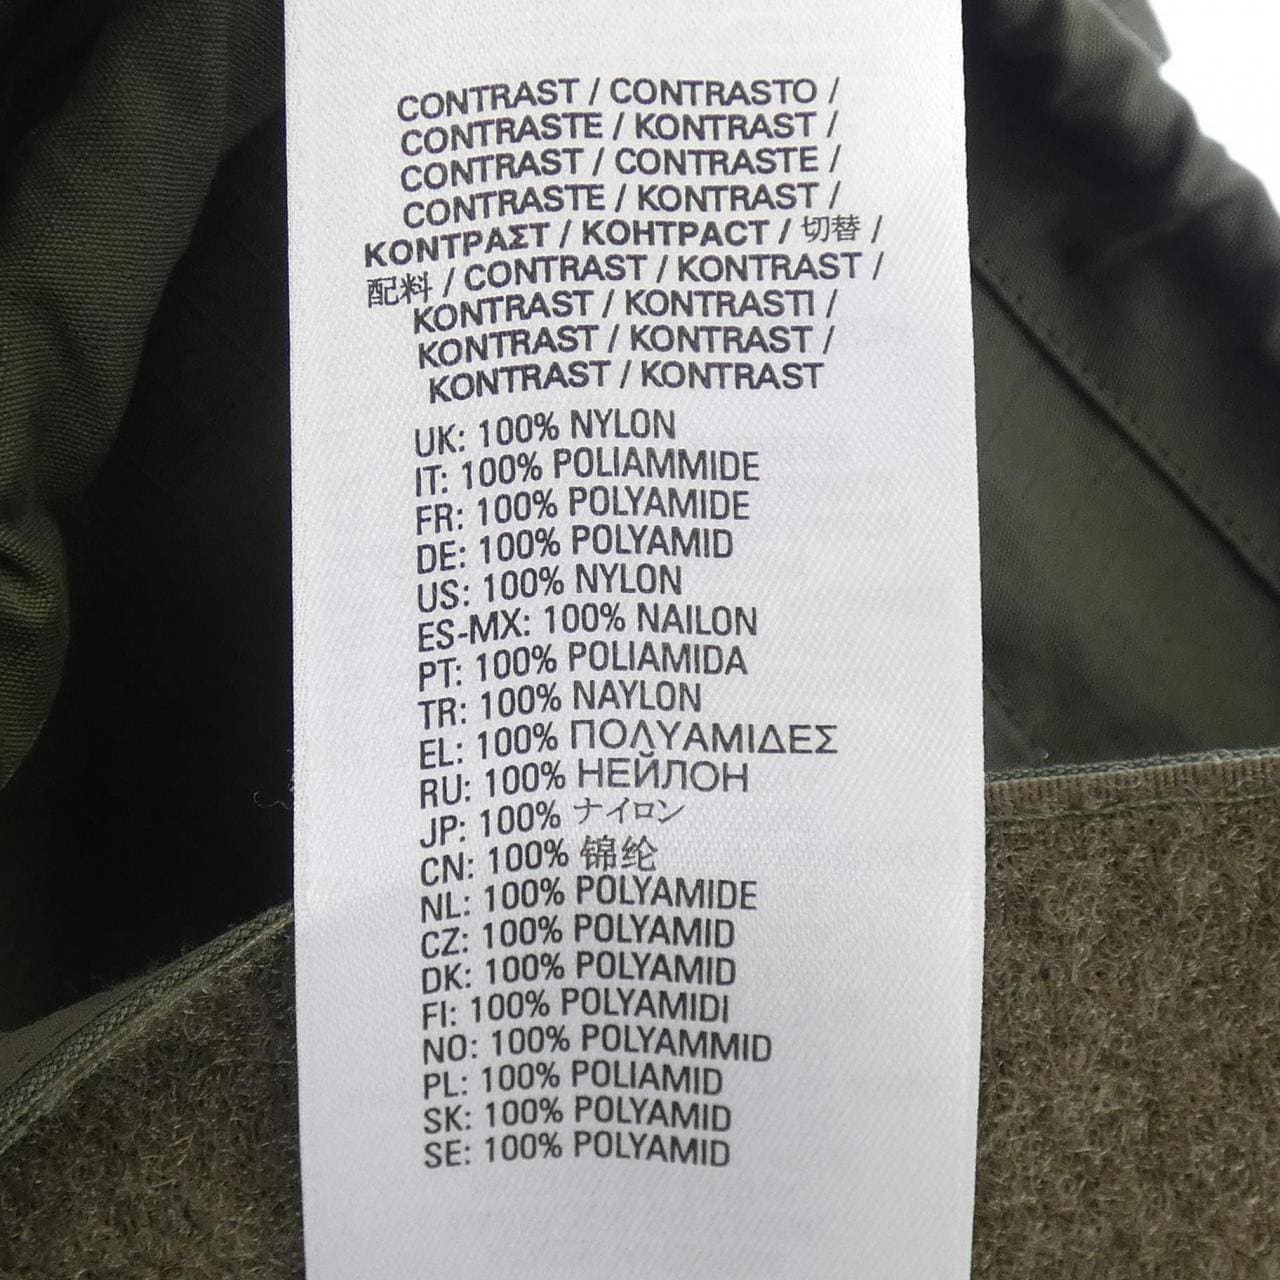 CONTRAST / CONTRASTO /
CONTRASTE / KONTRAST /
CONTRAST / CONTRASTE /
CONTRASTE / KONTRAST /
ΚΟΝΤΡΑΣΤ / КОНТРАСТ / 切替 /
配料 / CONTRAST / KONTRAST /
KONTRAST / KONTRASTI /
KONTRAST / KONTRAST /
KONTRAST / KONTRAST
UK: 100% NYLON
IT: 100% POLIAMMIDE
FR: 100% POLYAMIDE
DE: 100% POLYAMID
US: 100% NYLON
ES-MX: 100% NAILON
PT: 100% POLIAMIDA
TR: 100% NAYLON
EL: 100% ΠΟΛΥΑΜΙΔΕΣ
RU: 100% НЕЙЛОН
JP: 100% ナイロン
CN: 100% 锦纶
NL: 100% POLYAMIDE
CZ: 100% POLYAMID
DK: 100% POLYAMID
FI: 100% POLYAMIDI
NO: 100% POLYAMMID
PL: 100% POLIAMID
SK: 100% POLYAMID
SE: 100% POLYAMID